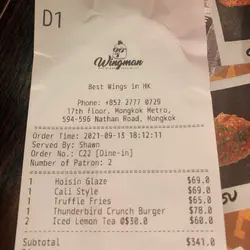 D1
Wingman
Best Wings in HK
Phone: +852 2777 0729
17th floor, Mongkok Metro,
594-596 Nathan Road, Mongkok
Order Time: 2021-09-13 18:12:11
Served By: Shawn
Order No.: C22 [Dine-in]
Number of Patron: 2
1 Hoisin Glaze $69.0
1 Cali Style $69.0
1 Truffle Fries $65.0
1 Thunderbird Crunch Burger $78.0
2 Iced Lemon Tea @$30.0 $60.0
Subtotal $341.0